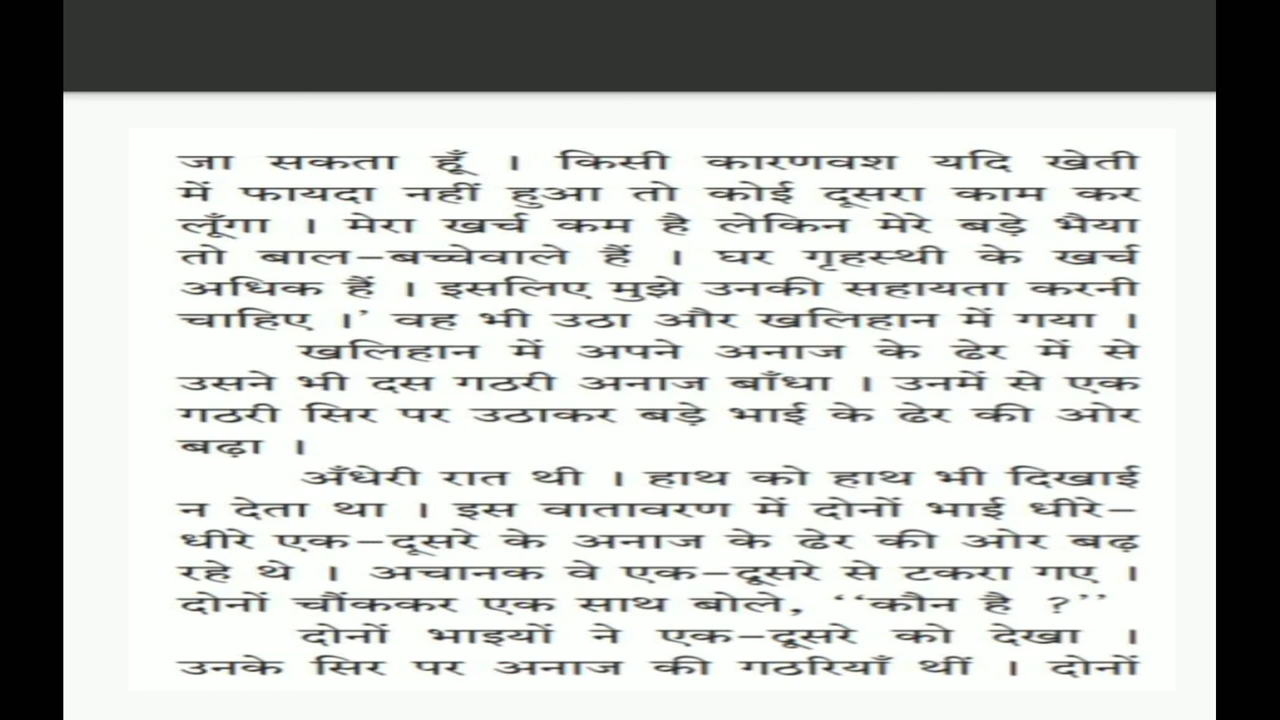 जा सकता हूँ । किसी कारणवश यदि खेती
में फायदा नहीं हुआ तो कोई दूसरा काम कर
लूँगा । मेरा खर्च कम है लेकिन मेरे बड़े भैया
तो बाल-बच्चेवाले हैं । घर गृहस्थी के खर्च
अधिक हैं । इसलिए मुझे उनकी सहायता करनी
चाहिए ।’ वह भी उठा और खलिहान में गया ।
खलिहान में अपने अनाज के ढेर में से
उसने भी दस गठरी अनाज बाँधा । उनमें से एक
गठरी सिर पर उठाकर बड़े भाई के ढेर की ओर
बढ़ा ।
अँधेरी रात थी । हाथ को हाथ भी दिखाई
न देता था । इस वातावरण में दोनों भाई धीरे-
धीरे एक-दूसरे के अनाज के ढेर की ओर बढ़
रहे थे । अचानक वे एक-दूसरे से टकरा गए ।
दोनों चौंककर एक साथ बोले, ‘‘कौन है ?’’
दोनों भाइयों ने एक-दूसरे को देखा ।
उनके सिर पर अनाज की गठरियाँ थीं । दोनों